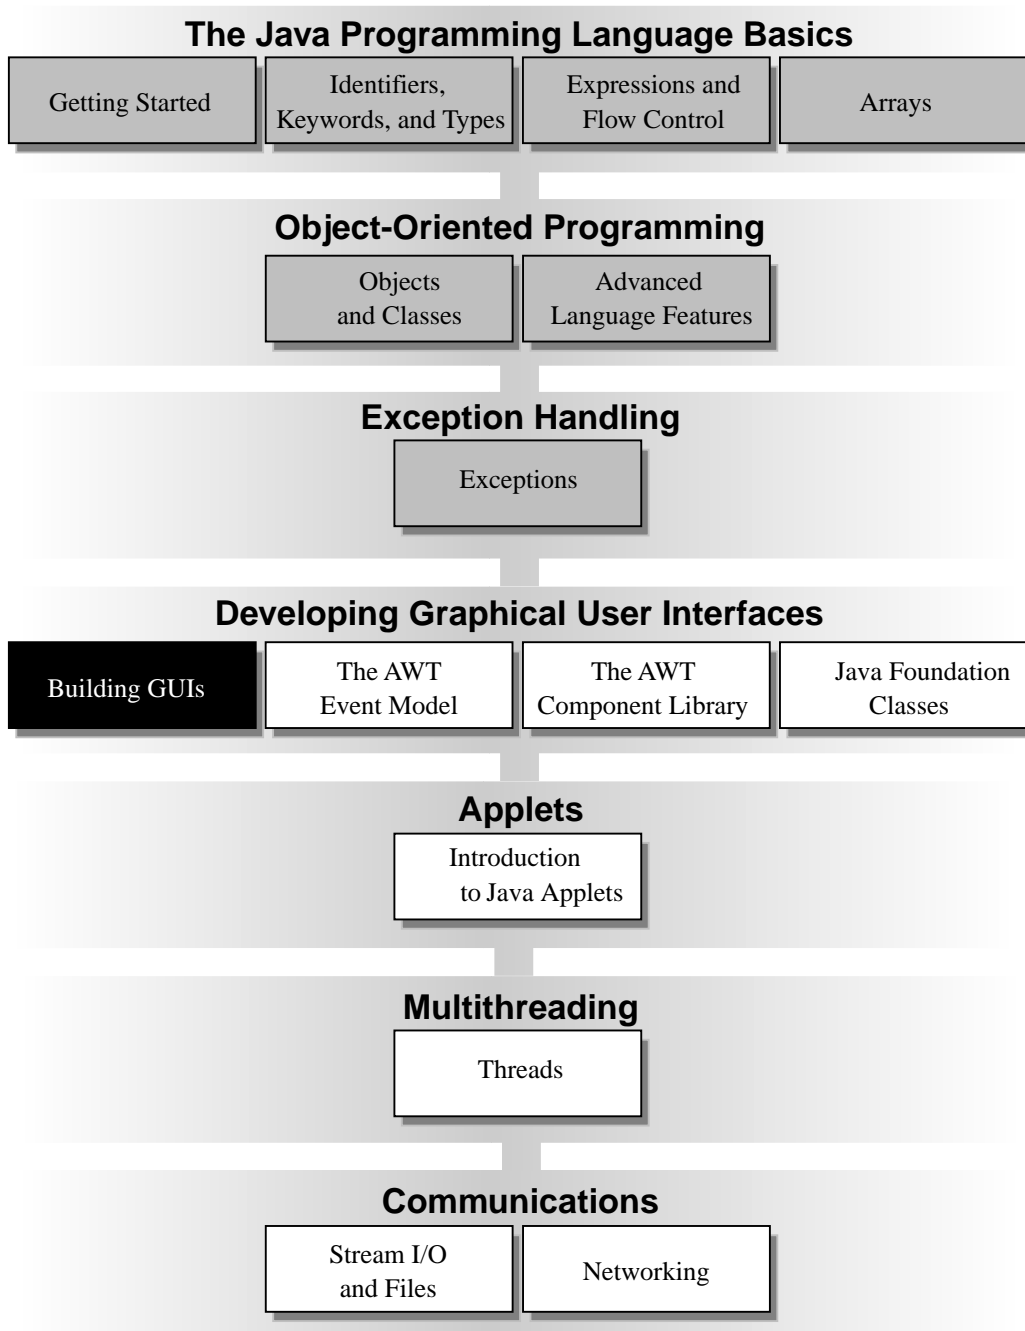 The Java Programming Language Basics
Getting Started
Identifiers,
Keywords, and Types
Expressions and
Flow Control
Arrays
Object-Oriented Programming
Objects
and Classes
Advanced
Language Features
Exception Handling
Exceptions
Developing Graphical User Interfaces
Building GUIs
The AWT
Event Model
The AWT
Component Library
Java Foundation
Classes
Applets
Introduction
to Java Applets
Multithreading
Threads
Communications
Stream I/O
and Files
Networking